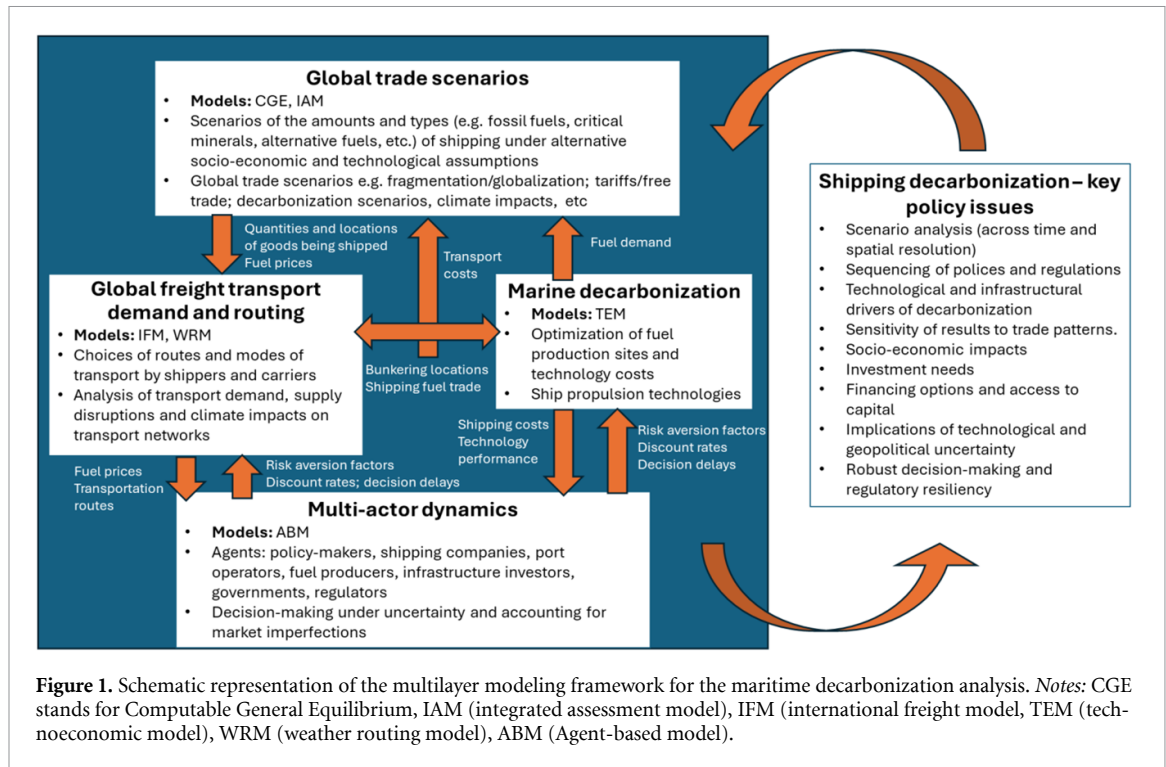 Global trade scenarios
• Models: CGE, IAM
• Scenarios of the amounts and types (e.g. fossil fuels, critical
minerals, alternative fuels, etc.) of shipping under alternative
socio-economic and technological assumptions
• Global trade scenarios e.g. fragmentation/globalization; tariffs/free
trade; decarbonization scenarios, climate impacts, etc
Quantities and locations
of goods being shipped
Fuel prices
Transport
costs
Fuel demand
Global freight transport
demand and routing
• Models: IFM, WRM
• Choices of routes and modes of
transport by shippers and carriers
• Analysis of transport demand, supply
disruptions and climate impacts on
transport networks
Bunkering locations
Shipping fuel trade
Marine decarbonization
• Models: TEM
• Optimization of fuel
production sites and
technology costs
• Ship propulsion technologies
Fuel prices
Transportation
routes
Risk aversion factors
Discount rates; decision delays
Shipping costs
Technology
performance
Risk aversion factors
Discount rates
Decision delays
Multi-actor dynamics
• Models: ABM
• Agents: policy-makers, shipping companies, port
operators, fuel producers, infrastructure investors,
governments, regulators
• Decision-making under uncertainty and accounting for
market imperfections
Shipping decarbonization – key
policy issues
• Scenario analysis (across time and
spatial resolution)
• Sequencing of polices and regulations
• Technological and infrastructural
drivers of decarbonization
• Sensitivity of results to trade patterns.
• Socio-economic impacts
• Investment needs
• Financing options and access to
capital
• Implications of technological and
geopolitical uncertainty
• Robust decision-making and
regulatory resiliency
Figure 1. Schematic representation of the multilayer modeling framework for the maritime decarbonization analysis. Notes: CGE
stands for Computable General Equilibrium, IAM (integrated assessment model), IFM (international freight model, TEM (tech-
noeconomic model), WRM (weather routing model), ABM (Agent-based model).